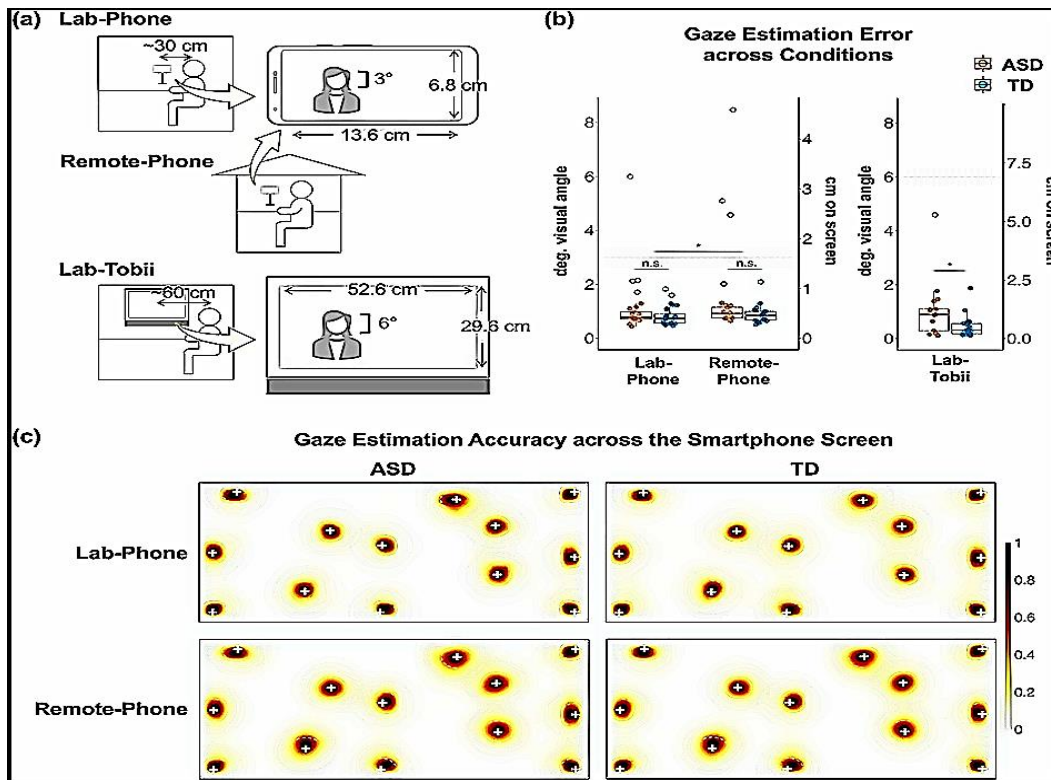 (a)
Lab-Phone
~30 cm
3°
6.8 cm
13.6 cm
Remote-Phone
Lab-Tobii
~60 cm
52.6 cm
6°
29.6 cm
(b)
Gaze Estimation Error
across Conditions
ASD
TD
deg. visual angle
8
6
4
2
0
4
3
2
1
0
cm on screen
*
n.s.
n.s.
Lab-
Phone
Remote-
Phone
deg. visual angle
8
6
4
2
0
7.5
5.0
2.5
0.0
cm on screen
*
Lab-
Tobii
(c)
Gaze Estimation Accuracy across the Smartphone Screen
ASD
TD
Lab-Phone
Remote-Phone
1
0.8
0.6
0.4
0.2
0